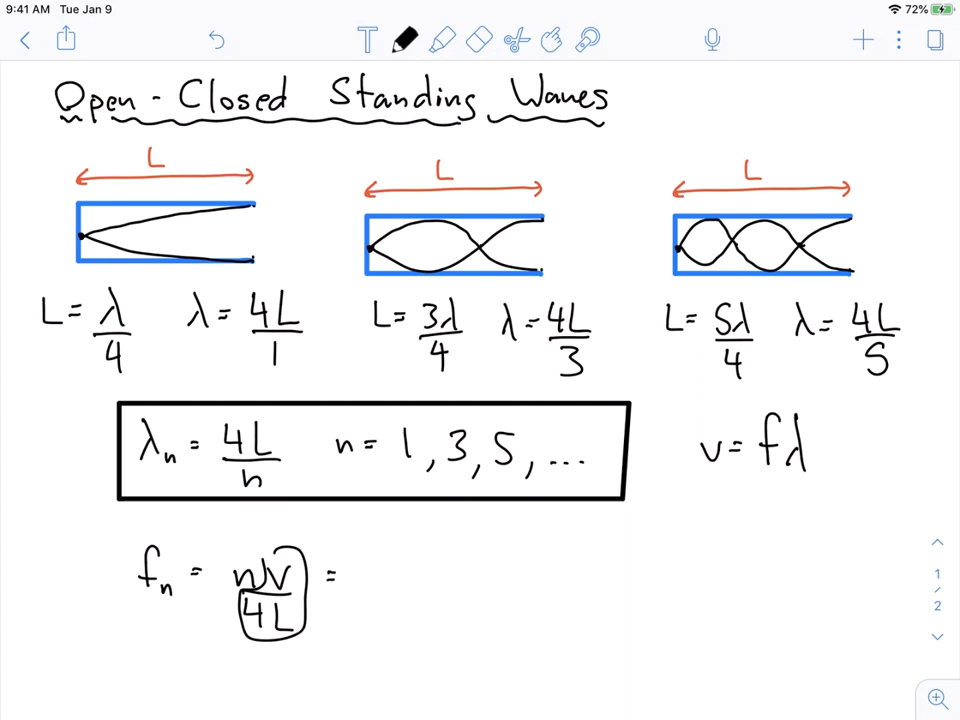 9:41 AM Tue Jan 9 72%
T
Open - Closed Standing Waves
L L L
L = λ/4 λ = 4L/1 L = 3λ/4 λ = 4L/3 L = 5λ/4 λ = 4L/5
λn = 4L/n n = 1, 3, 5, ... v = fλ
fn = nv/4L =
1
/
2